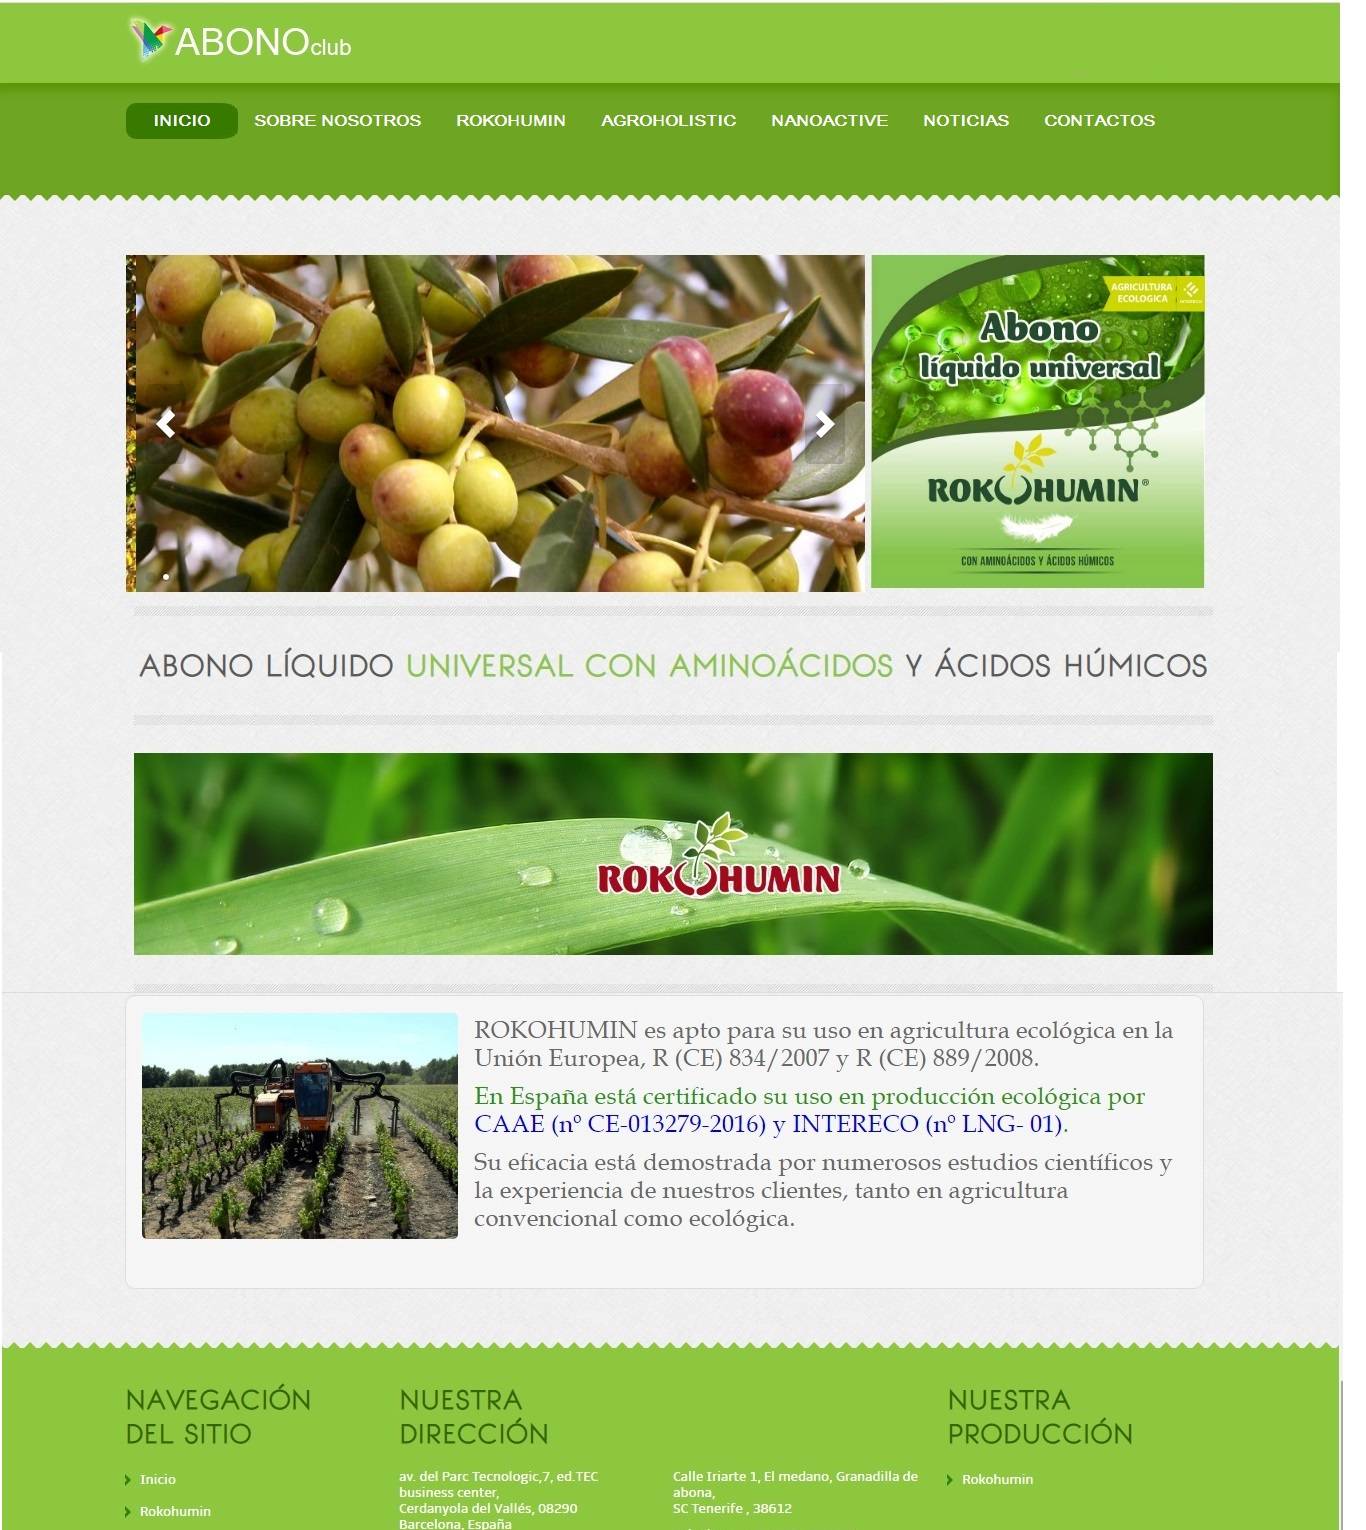 ABONOclub
INICIO SOBRE NOSOTROS ROKOHUMIN AGROHOLISTIC NANOACTIVE NOTICIAS CONTACTOS
AGRICULTURA
ECOLOGICA
INTERECO
Abono
líquido universal
ROKOHUMIN®
CON AMINOÁCIDOS Y ÁCIDOS HÚMICOS
ABONO LÍQUIDO UNIVERSAL CON AMINOÁCIDOS Y ÁCIDOS HÚMICOS
ROKOHUMIN
ROKOHUMIN es apto para su uso en agricultura ecológica en la
Unión Europea, R (CE) 834/2007 y R (CE) 889/2008.
En España está certificado su uso en producción ecológica por
CAAE (nº CE-013279-2016) y INTERECO (nº LNG- 01).
Su eficacia está demostrada por numerosos estudios científicos y
la experiencia de nuestros clientes, tanto en agricultura
convencional como ecológica.
NAVEGACIÓN
DEL SITIO
Inicio
Rokohumin
NUESTRA
DIRECCIÓN
av. del Parc Tecnologic,7, ed.TEC
business center,
Cerdanyola del Vallés, 08290
Barcelona, España
Calle Iriarte 1, El medano, Granadilla de
abona,
SC Tenerife , 38612
NUESTRA
PRODUCCIÓN
Rokohumin